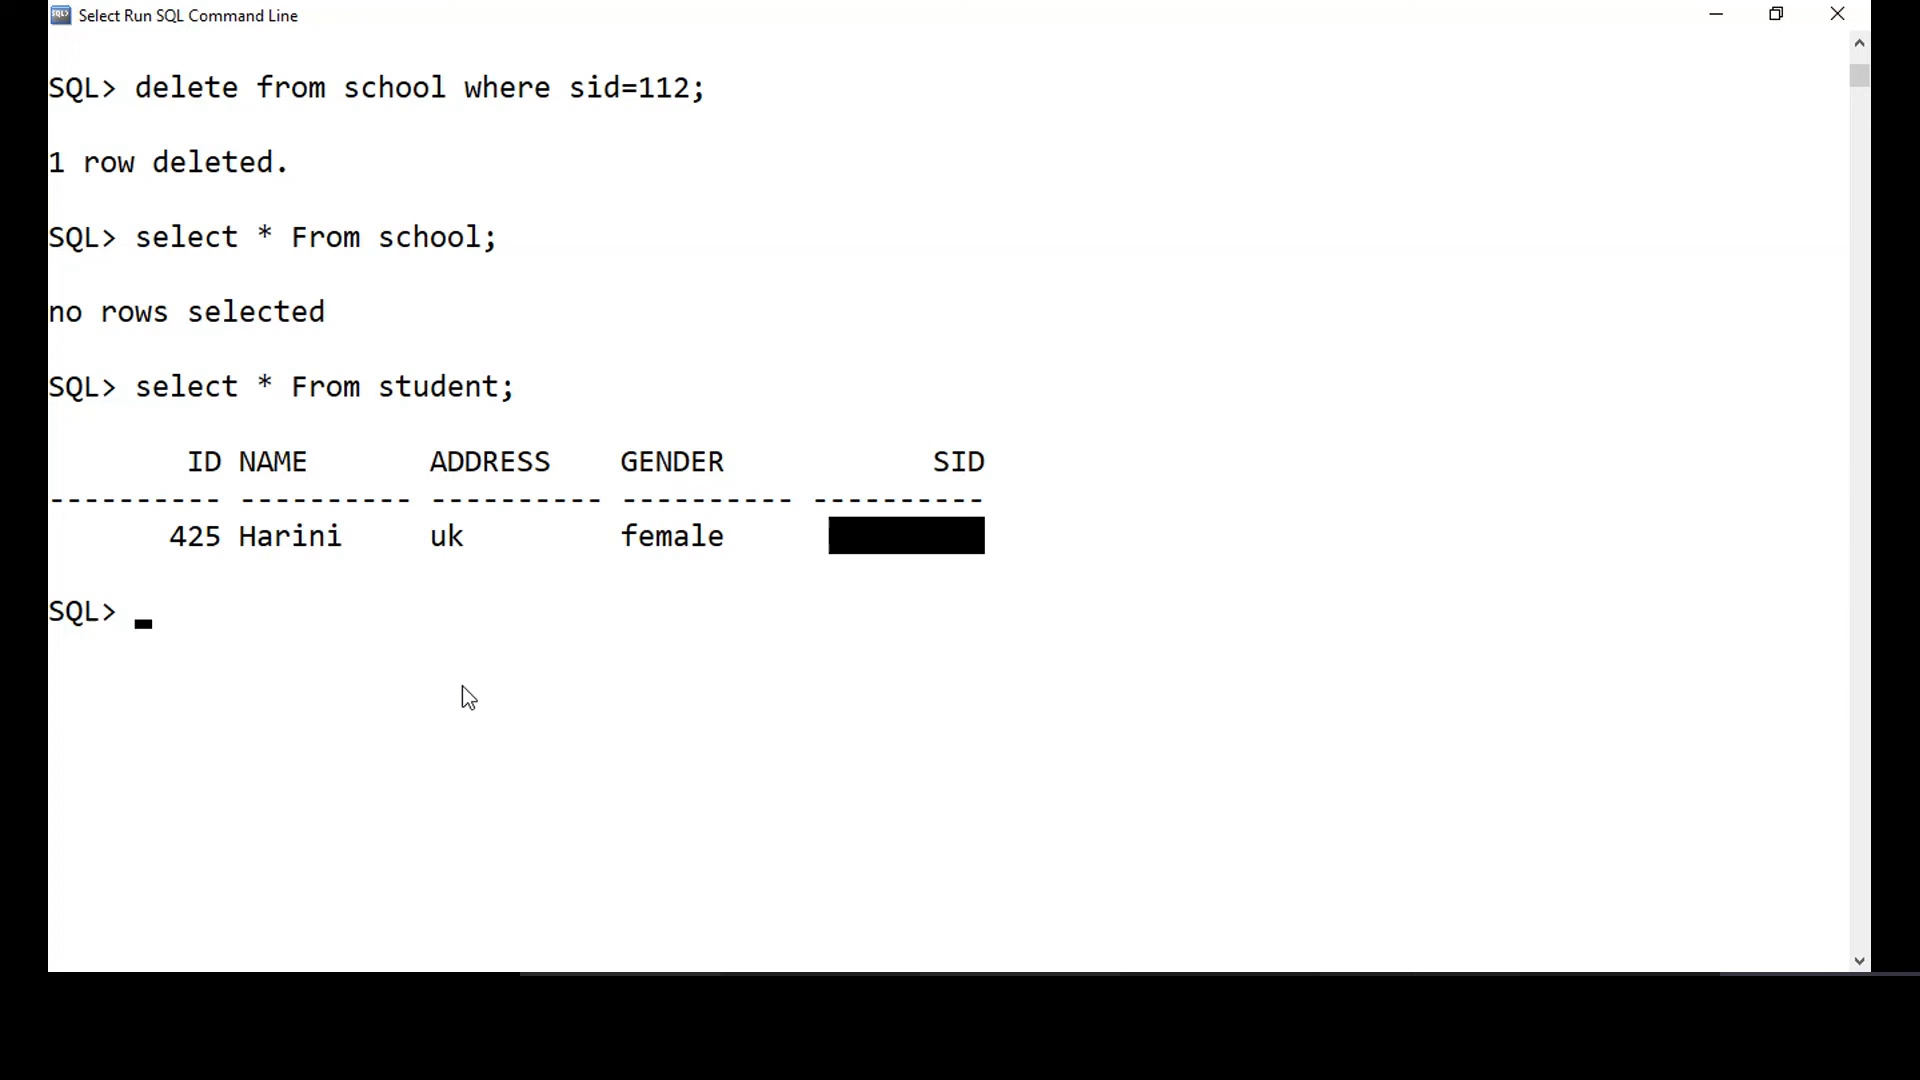 Select Run SQL Command Line
SQL> delete from school where sid=112;
1 row deleted.
SQL> select * From school;
no rows selected
SQL> select * From student;
ID NAME ADDRESS GENDER SID
---------- ---------- ---------- ---------- ----------
425 Harini uk female
SQL>